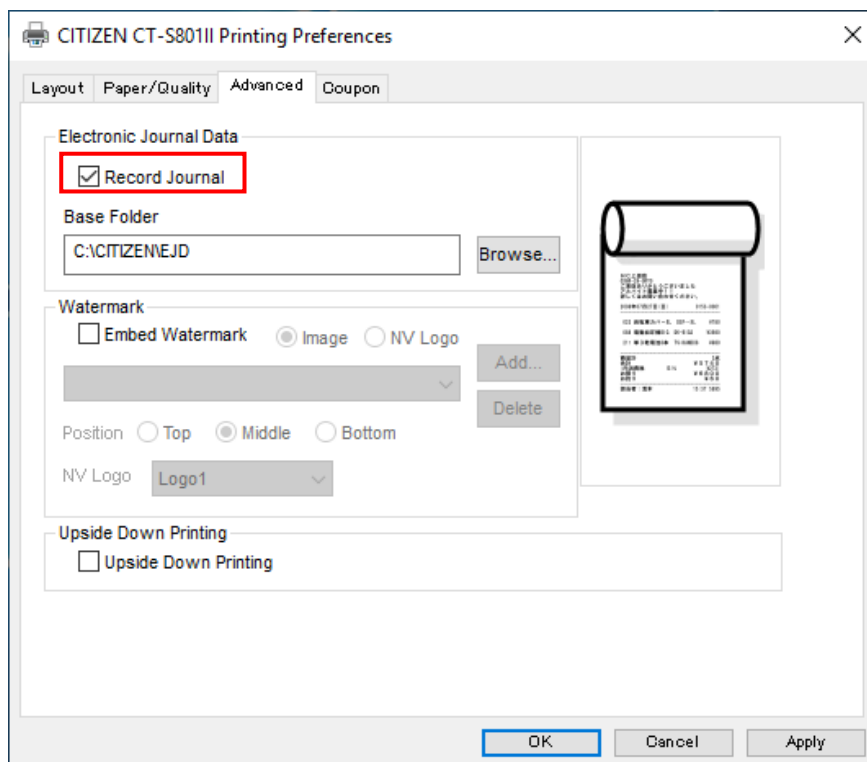 CITIZEN CT-S801II Printing Preferences
Layout Paper/Quality Advanced Coupon
Electronic Journal Data
Record Journal
Base Folder
C:\CITIZEN\EJD Browse...
Watermark
Embed Watermark Image NV Logo
Add...
Delete
Position Top Middle Bottom
NV Logo Logo1
Upside Down Printing
Upside Down Printing
OK Cancel Apply